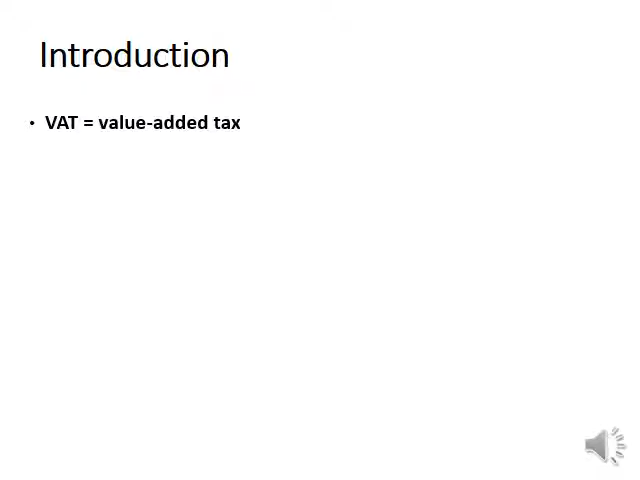 Introduction
• VAT = value-added tax